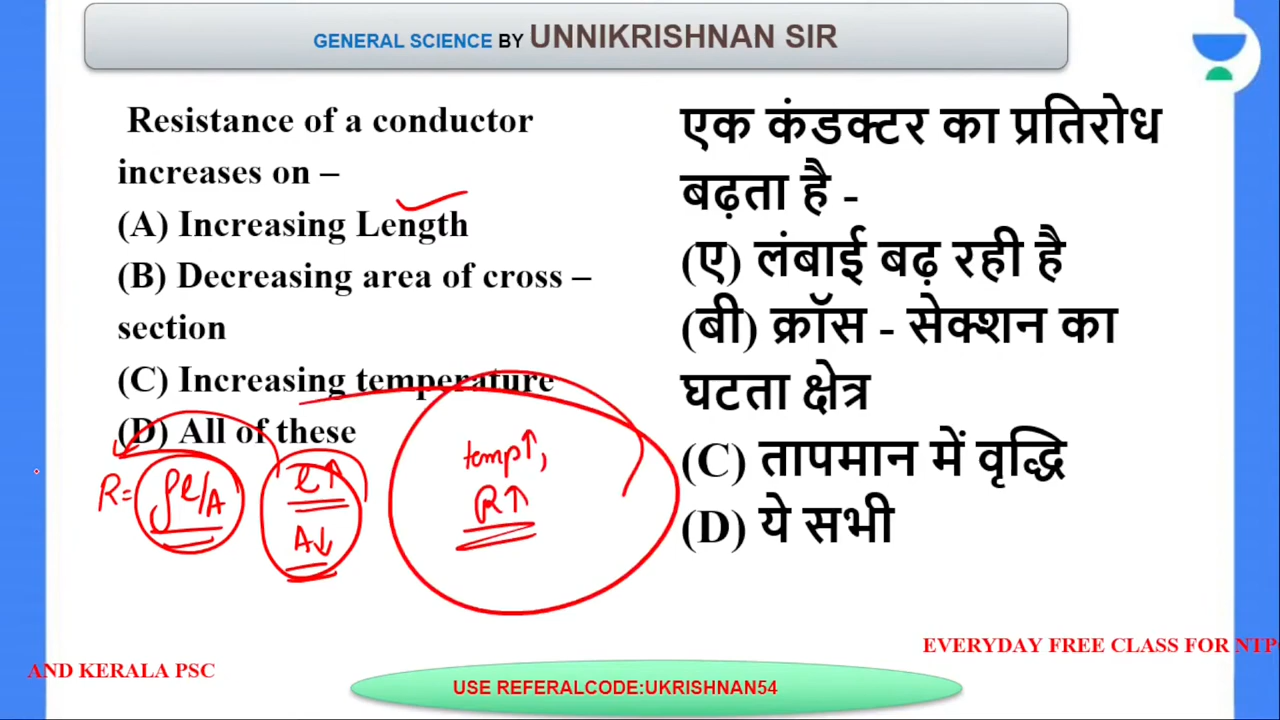 GENERAL SCIENCE BY UNNIKRISHNAN SIR
Resistance of a conductor
increases on –
(A) Increasing Length
(B) Decreasing area of cross –
section
(C) Increasing temperature
(D) All of these
R= ρl/A
l↑
A↓
temp↑,
R↑
एक कंडक्टर का प्रतिरोध
बढ़ता है -
(ए) लंबाई बढ़ रही है
(बी) क्रॉस - सेक्शन का
घटता क्षेत्र
(C) तापमान में वृद्धि
(D) ये सभी
EVERYDAY FREE CLASS FOR NTP
AND KERALA PSC
USE REFERALCODE:UKRISHNAN54